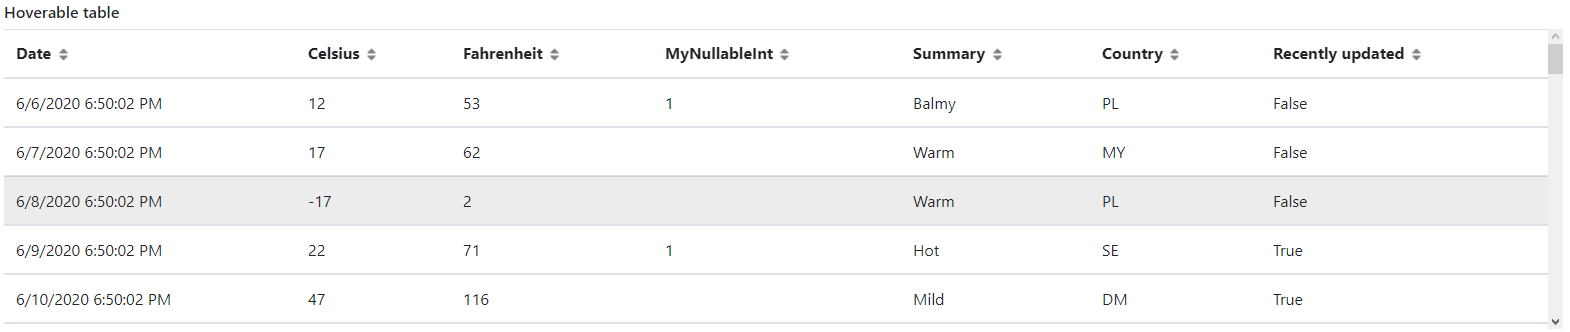 Hoverable table
Date Celsius Fahrenheit MyNullableInt Summary Country Recently updated
6/6/2020 6:50:02 PM 12 53 1 Balmy PL False
6/7/2020 6:50:02 PM 17 62 Warm MY False
6/8/2020 6:50:02 PM -17 2 Warm PL False
6/9/2020 6:50:02 PM 22 71 1 Hot SE True
6/10/2020 6:50:02 PM 47 116 Mild DM True